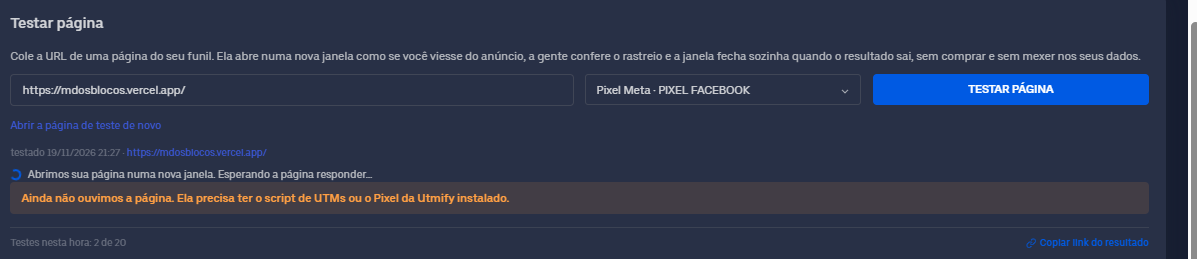 Testar página
Cole a URL de uma página do seu funil. Ela abre numa nova janela como se você viesse do anúncio, a gente confere o rastreio e a janela fecha sozinha quando o resultado sai, sem comprar e sem mexer nos seus dados.
https://mdosblocos.vercel.app/
Pixel Meta · PIXEL FACEBOOK
TESTAR PÁGINA
Abrir a página de teste de novo
testado 19/11/2026 21:27 · https://mdosblocos.vercel.app/
Abrimos sua página numa nova janela. Esperando a página responder...
Ainda não ouvimos a página. Ela precisa ter o script de UTMs ou o Pixel da Utmify instalado.
Testes nesta hora: 2 de 20
Copiar link do resultado